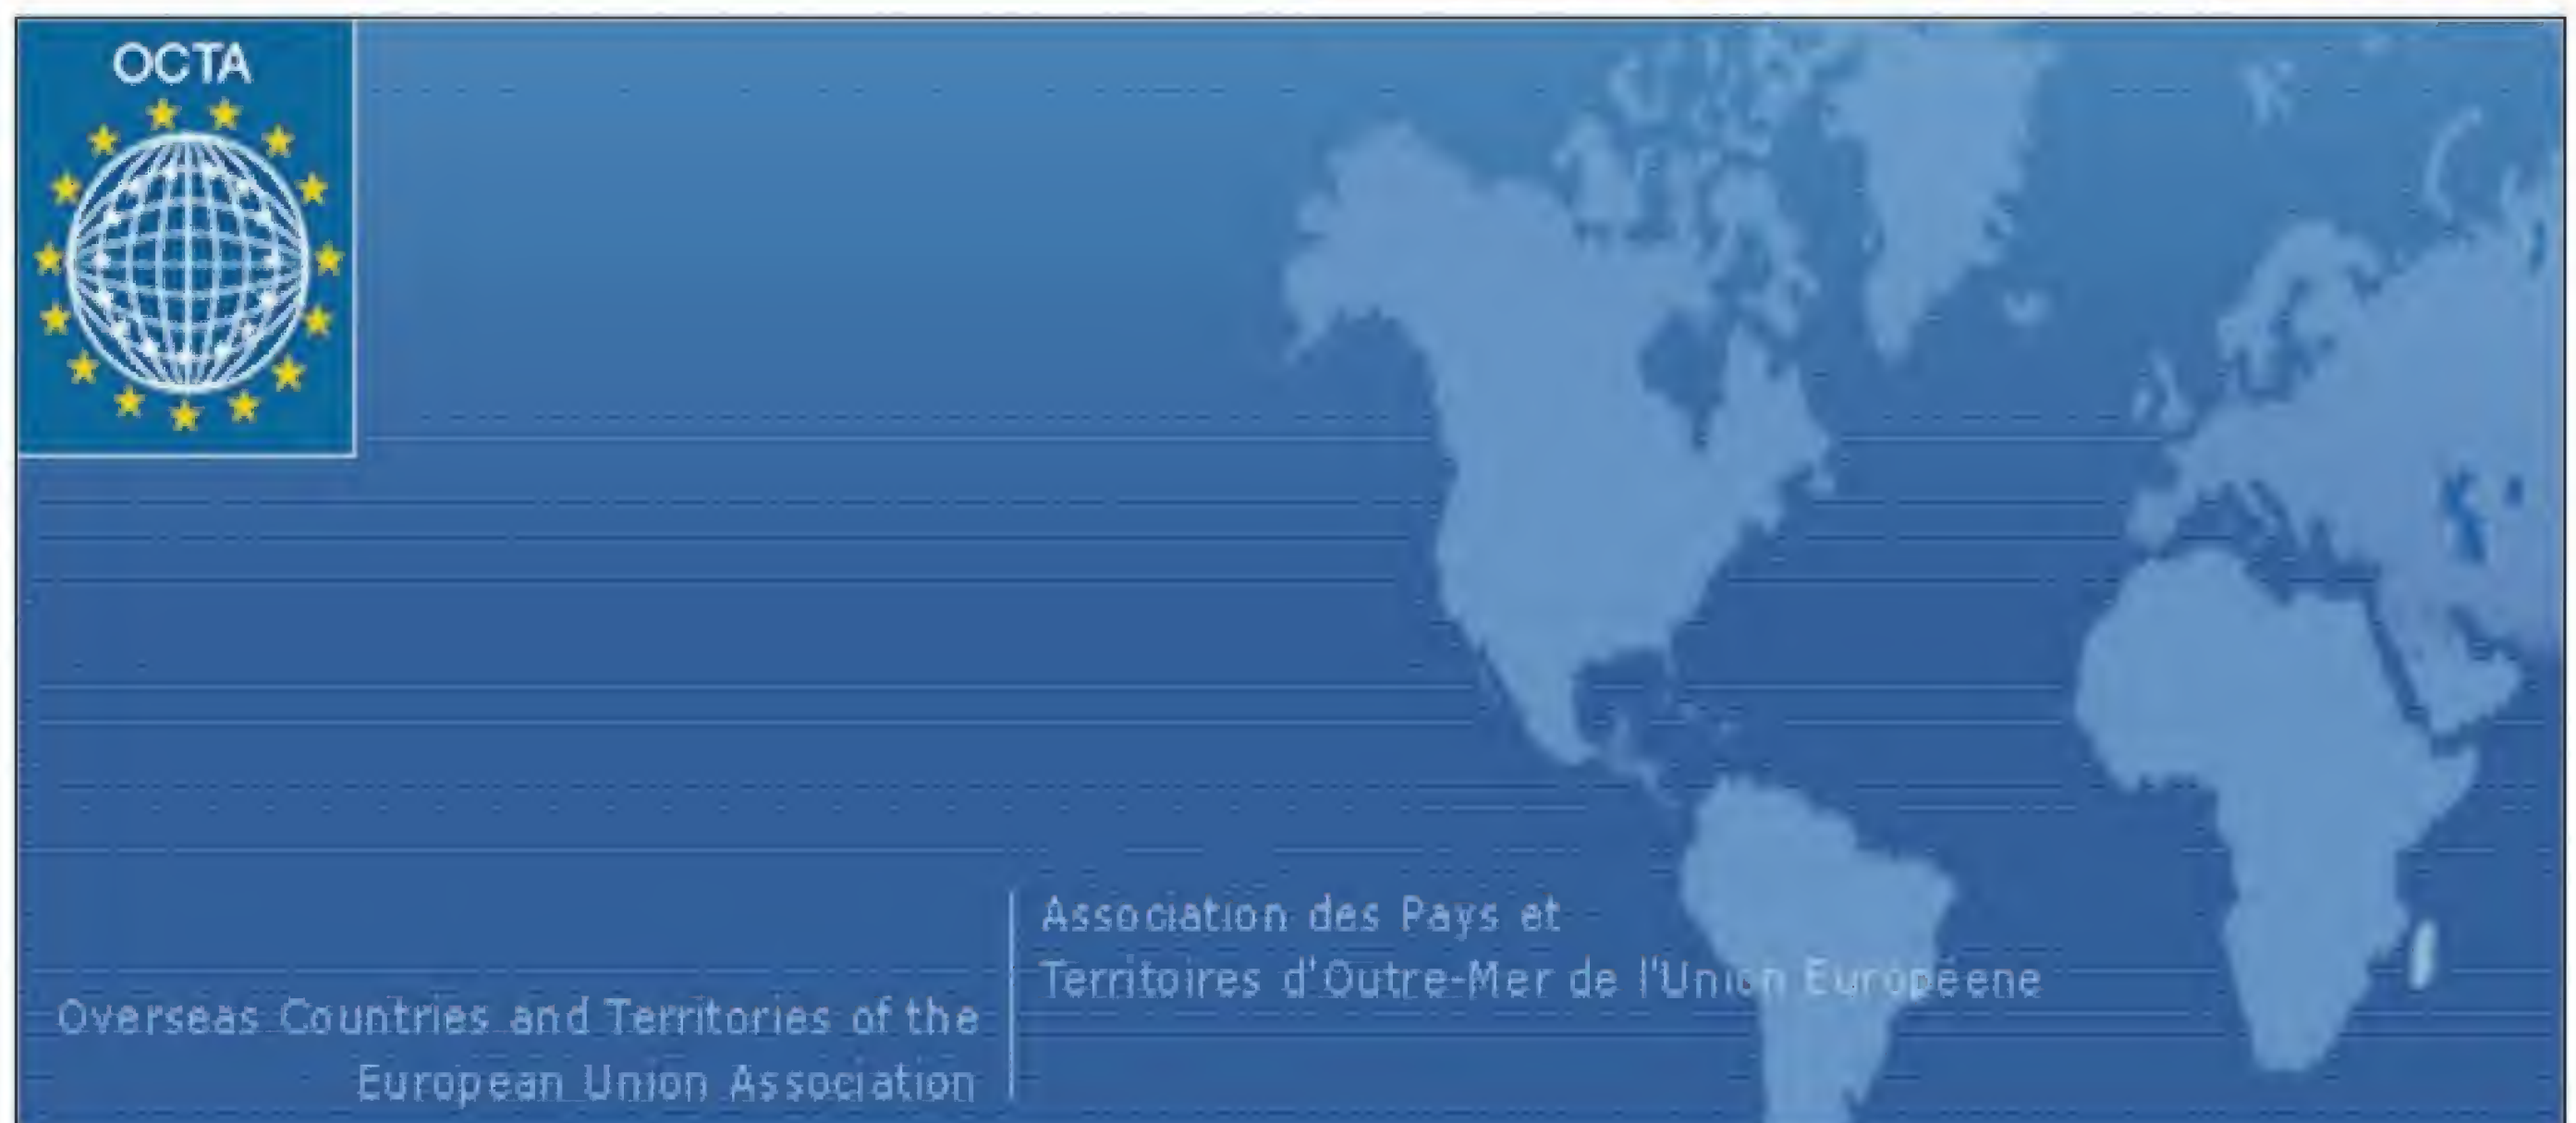 OCTA
Overseas Countries and Territories of the
European Union Association
Association des Pays et
Territoires d'Outre-Mer de l'Union Européene